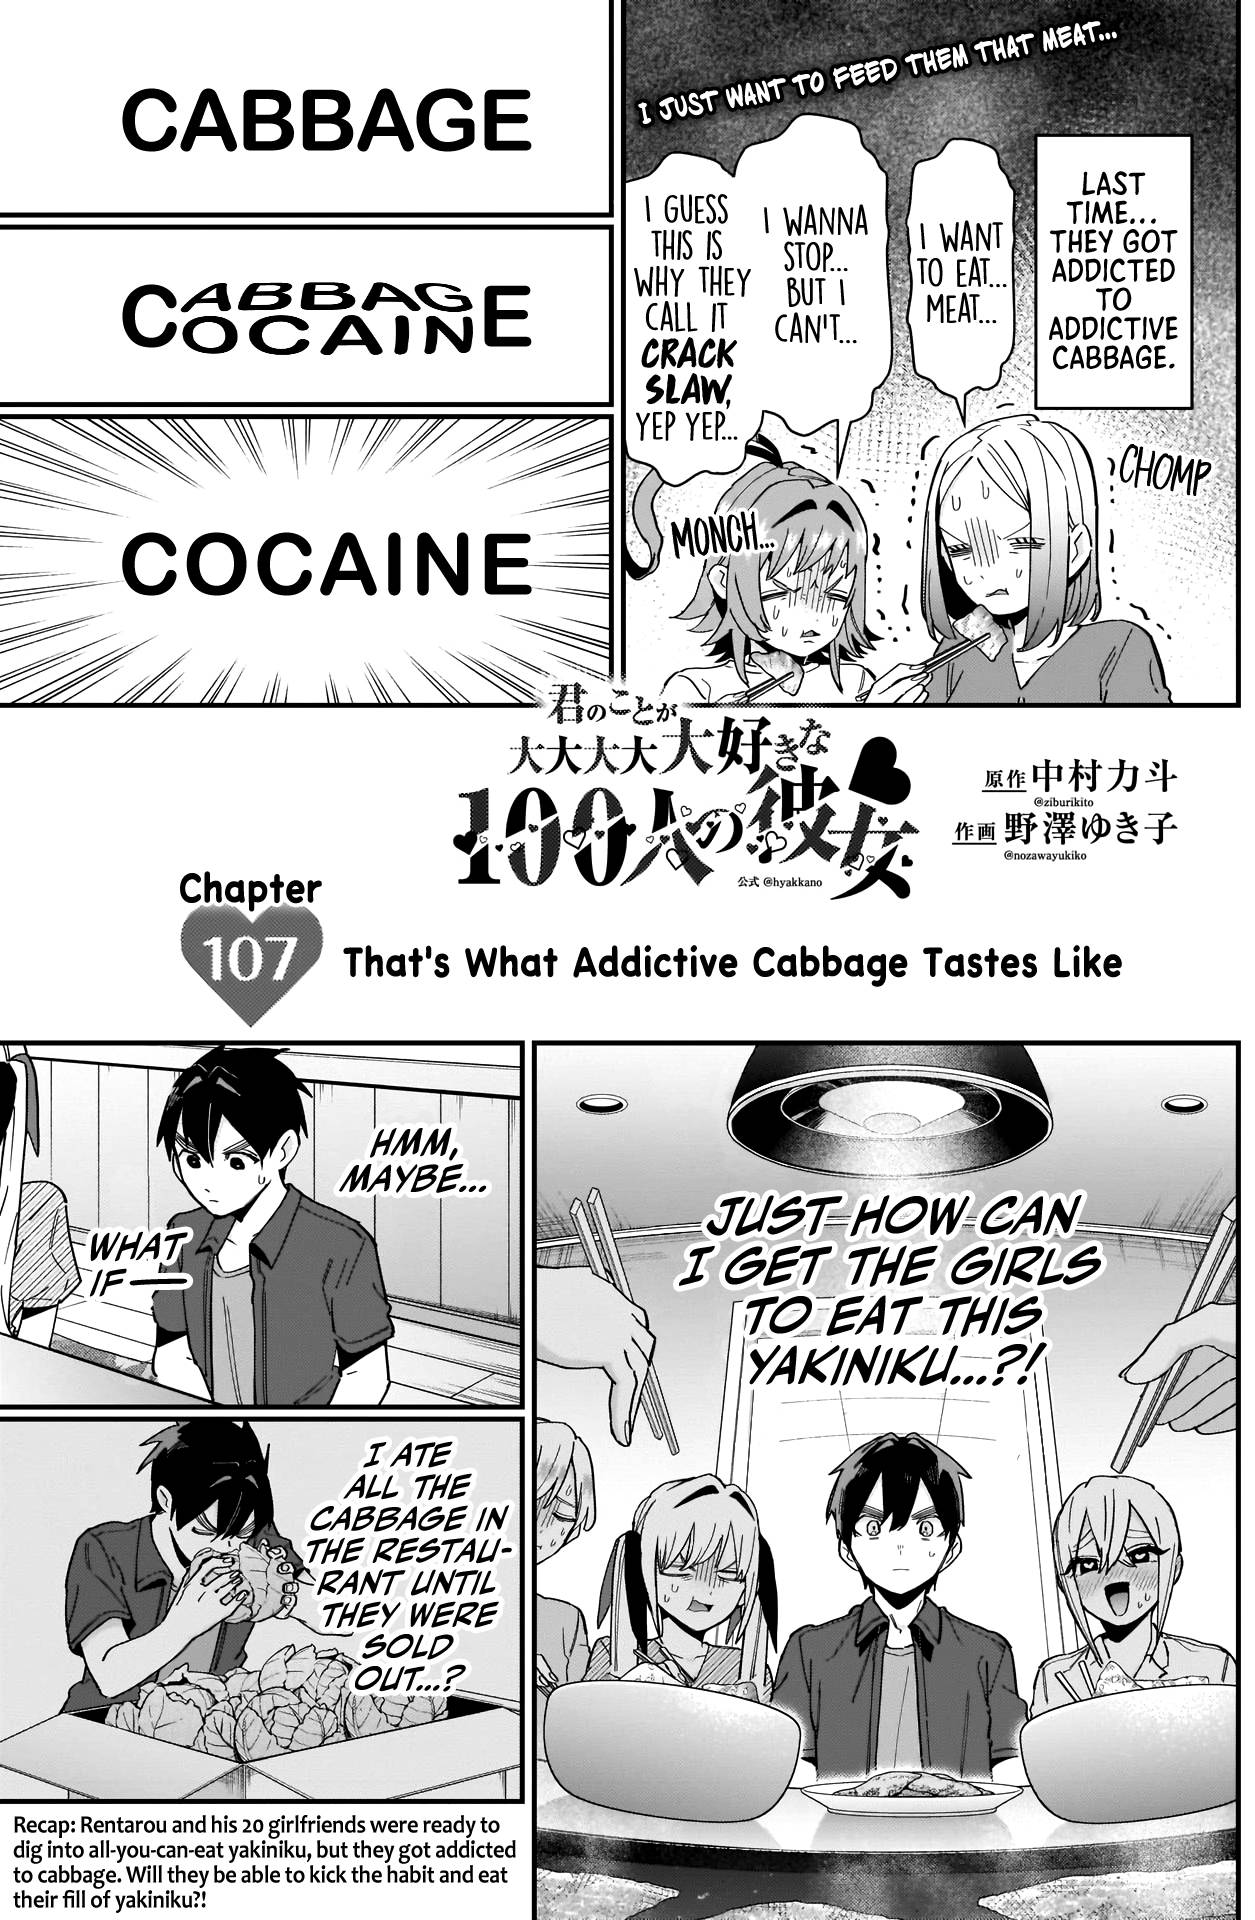 I JUST WANT TO FEED THEM THAT MEAT...
LAST
TIME...
THEY GOT
ADDICTED
TO
ADDICTIVE
CABBAGE.
I WANT
TO EAT...
MEAT...
I WANNA
STOP...
BUT I
CAN'T...
I GUESS
THIS IS
WHY THEY
CALL IT
CRACK
SLAW,
YEP YEP...
CHOMP
MONCH...
CABBAGE
CABBAGE
COCAINE
COCAINE
君のことが
大大大大大好きな
100人の彼女
公式 @hyakkano
原作 中村力斗
@ziburikito
作画 野澤ゆき子
@nozawayukiko
Chapter
107
That's What Addictive Cabbage Tastes Like
JUST HOW CAN
I GET THE GIRLS
TO EAT THIS
YAKINIKU...?!
HMM,
MAYBE...
WHAT
IF—
I ATE
ALL THE
CABBAGE IN
THE RESTAU-
RANT UNTIL
THEY WERE
SOLD
OUT...?
Recap: Rentarou and his 20 girlfriends were ready to
dig into all-you-can-eat yakiniku, but they got addicted
to cabbage. Will they be able to kick the habit and eat
their fill of yakiniku?!